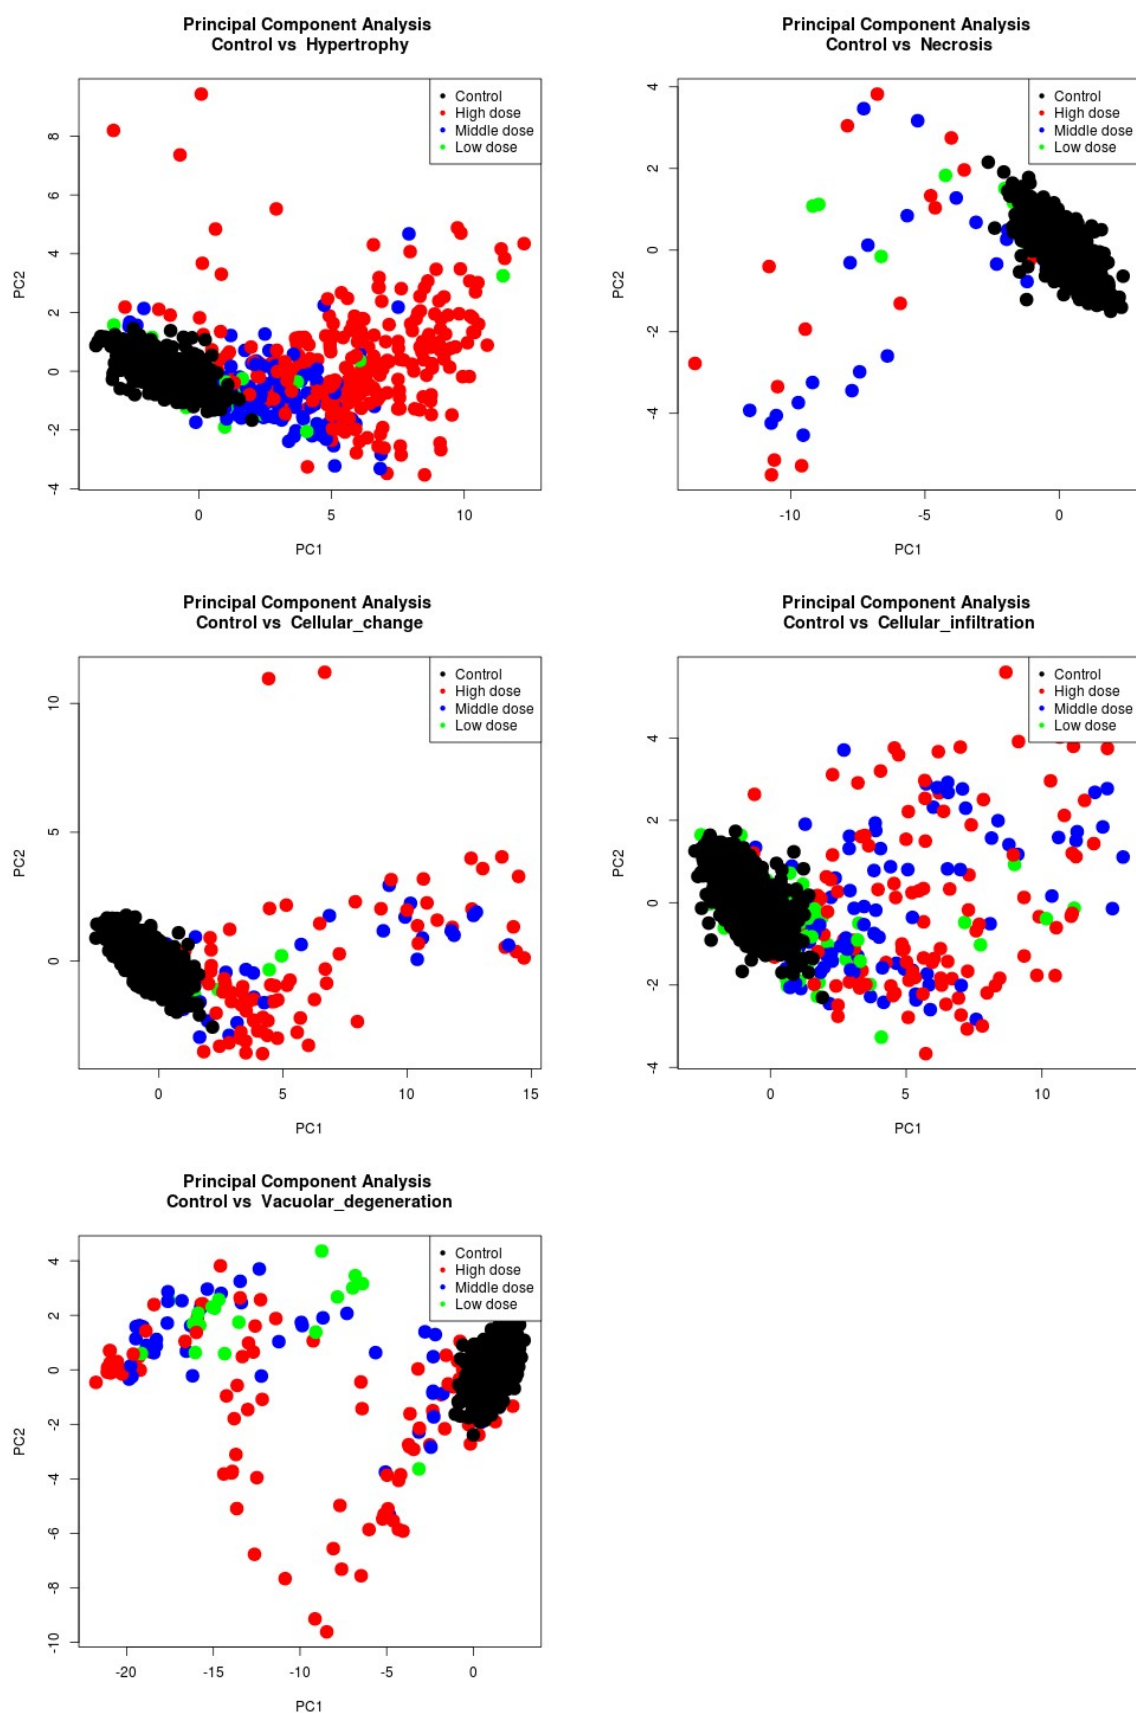 Principal Component Analysis
Control vs  Hypertrophy
Control
High dose
Middle dose
Low dose
8
6
4
2
0
-2
-4
PC2
0
5
10
PC1
Principal Component Analysis
Control vs  Necrosis
Control
High dose
Middle dose
Low dose
4
2
0
-2
-4
PC2
-10
-5
0
PC1
Principal Component Analysis
Control vs  Cellular_change
Control
High dose
Middle dose
Low dose
10
5
0
PC2
0
5
10
15
PC1
Principal Component Analysis
Control vs  Cellular_infiltration
Control
High dose
Middle dose
Low dose
4
2
0
-2
-4
PC2
0
5
10
PC1
Principal Component Analysis
Control vs  Vacuolar_degeneration
Control
High dose
Middle dose
Low dose
4
2
0
-2
-4
-6
-8
-10
PC2
-20
-15
-10
-5
0
PC1